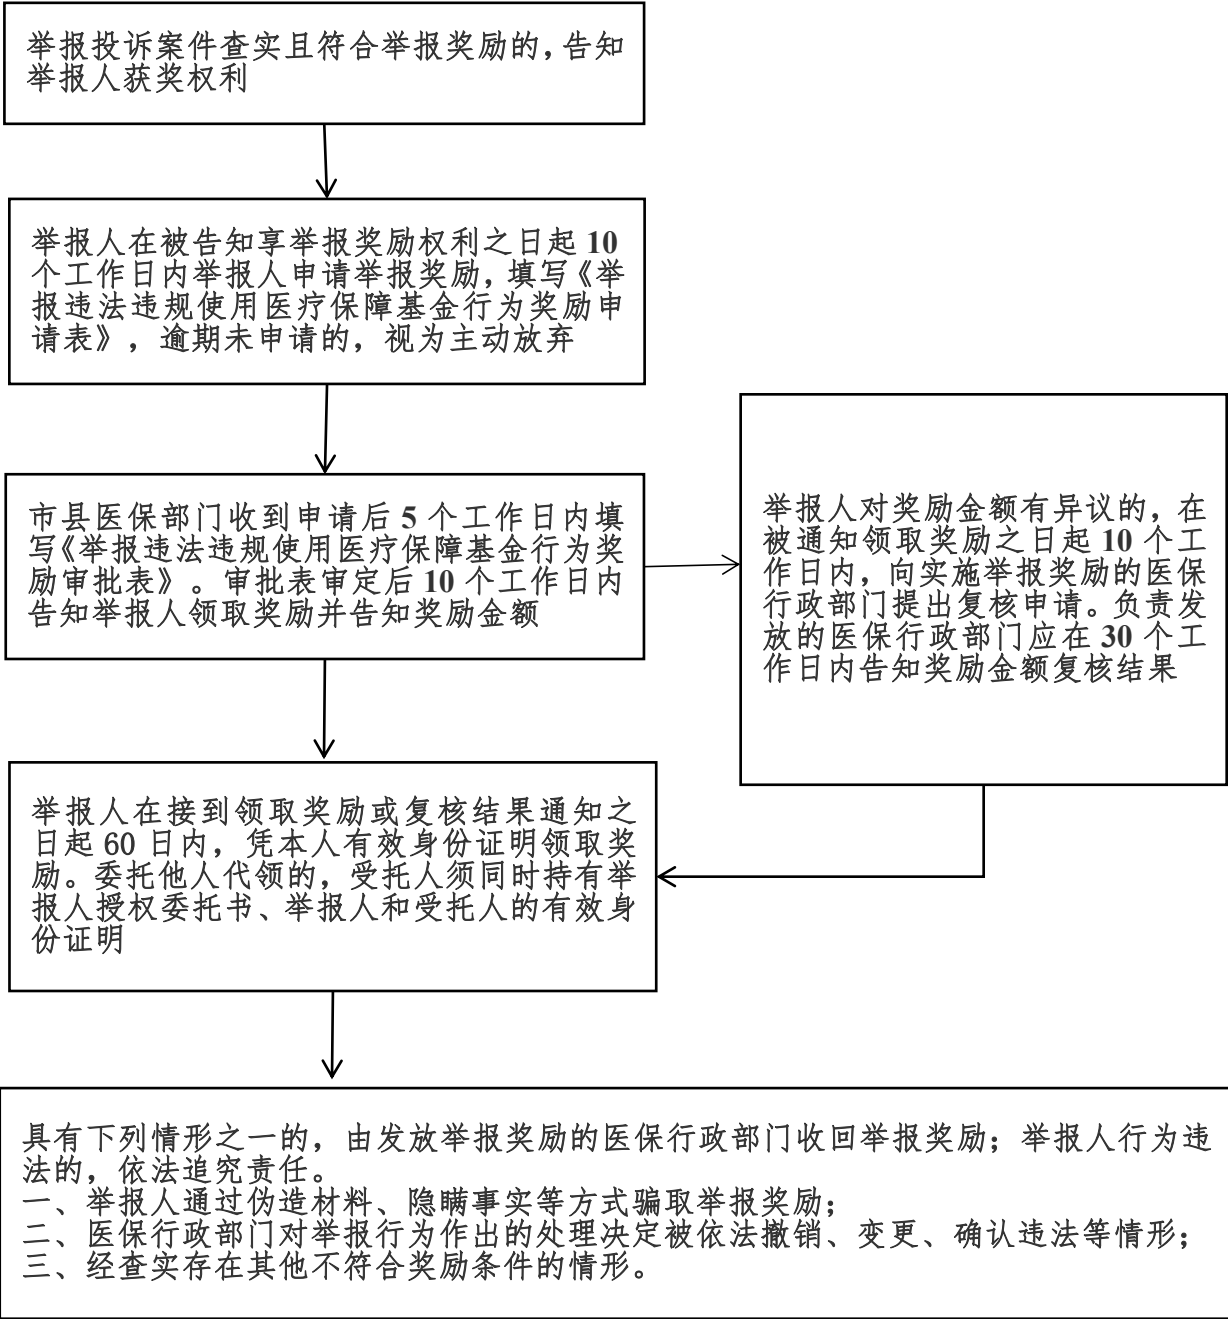 举报投诉案件查实且符合举报奖励的，告知
举报人获奖权利
举报人在被告知享举报奖励权利之日起 10
个工作日内举报人申请举报奖励，填写《举
报违法违规使用医疗保障基金行为奖励申
请表》，逾期未申请的，视为主动放弃
市县医保部门收到申请后 5 个工作日内填
写《举报违法违规使用医疗保障基金行为奖
励审批表》。审批表审定后 10 个工作日内
告知举报人领取奖励并告知奖励金额
举报人对奖励金额有异议的，在
被通知领取奖励之日起 10 个工
作日内，向实施举报奖励的医保
行政部门提出复核申请。负责发
放的医保行政部门应在 30 个工
作日内告知奖励金额复核结果
举报人在接到领取奖励或复核结果通知之
日起 60 日内，凭本人有效身份证明领取奖
励。委托他人代领的，受托人须同时持有举
报人授权委托书、举报人和受托人的有效身
份证明
具有下列情形之一的，由发放举报奖励的医保行政部门收回举报奖励；举报人行为违
法的，依法追究责任。
一、举报人通过伪造材料、隐瞒事实等方式骗取举报奖励；
二、医保行政部门对举报行为作出的处理决定被依法撤销、变更、确认违法等情形；
三、经查实存在其他不符合奖励条件的情形。